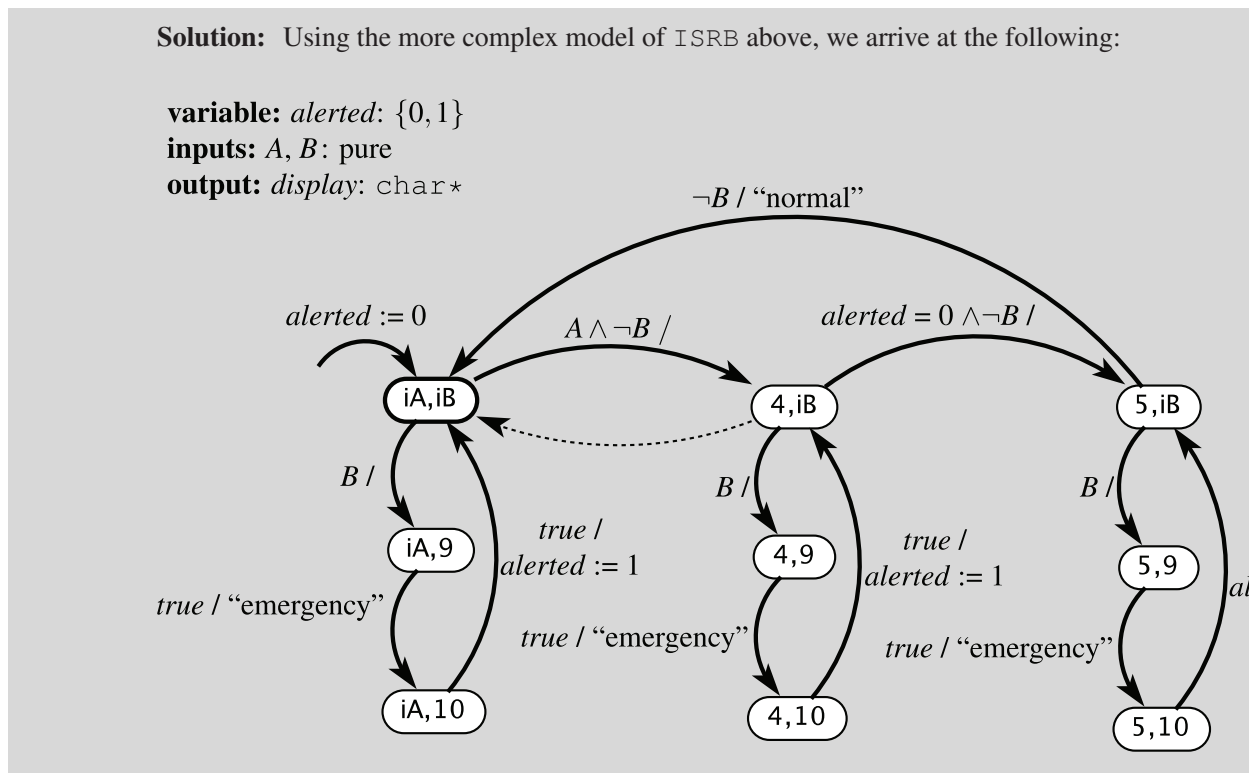 Solution: Using the more complex model of ISRB above, we arrive at the following:
variable: alerted: {0,1}
inputs: A, B: pure
output: display: char*
¬B / “normal”
alerted := 0
A ∧ ¬B /
alerted = 0 ∧¬B /
iA,iB
4,iB
5,iB
B /
B /
B /
iA,9
4,9
5,9
true /
alerted := 1
true /
alerted := 1
al
true / “emergency”
true / “emergency”
true / “emergency”
iA,10
4,10
5,10